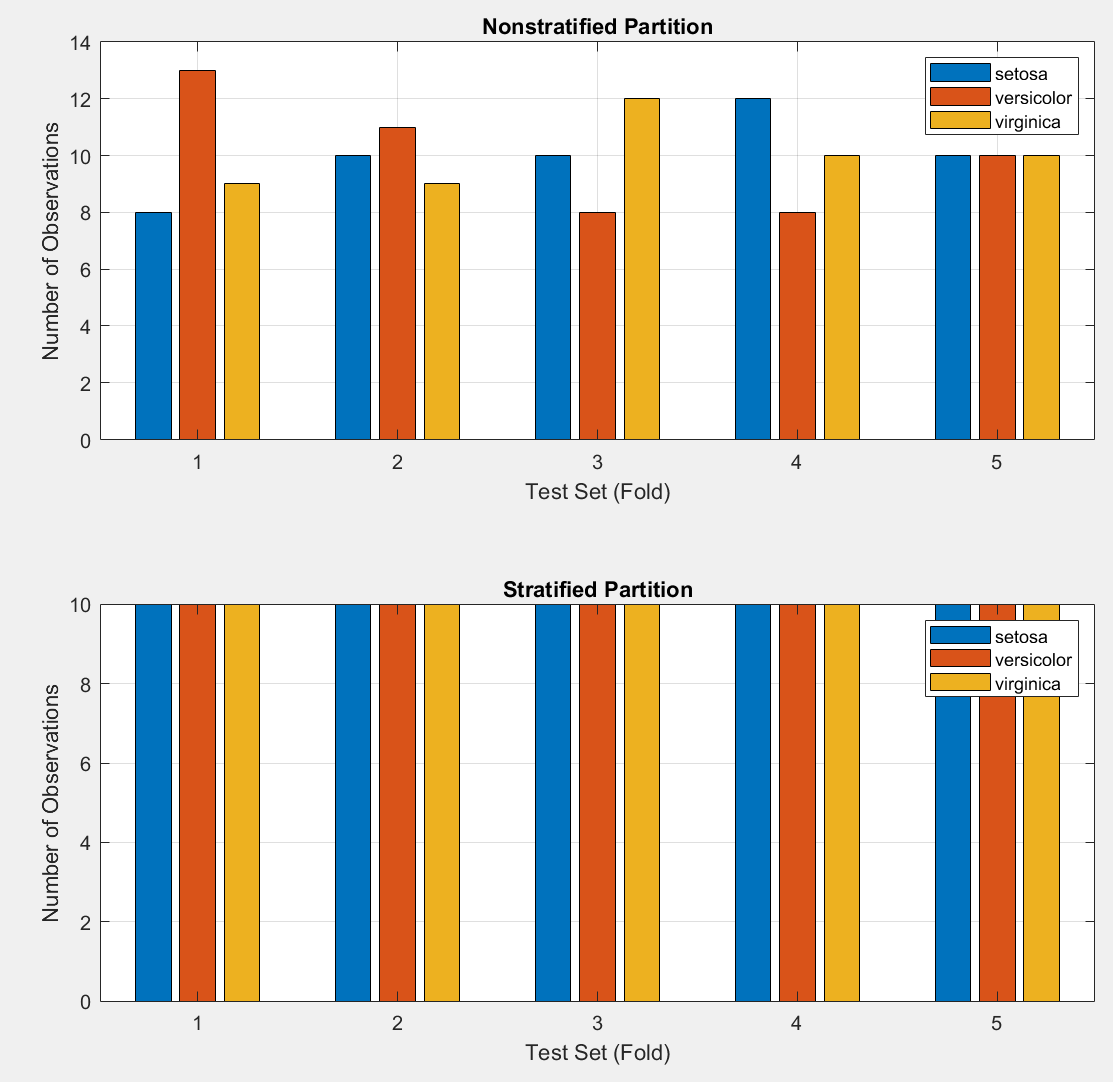 Nonstratified Partition
14
12
10
8
6
4
2
0
Number of Observations
setosa
versicolor
virginica
1 2 3 4 5
Test Set (Fold)
Stratified Partition
10
8
6
4
2
0
Number of Observations
setosa
versicolor
virginica
1 2 3 4 5
Test Set (Fold)